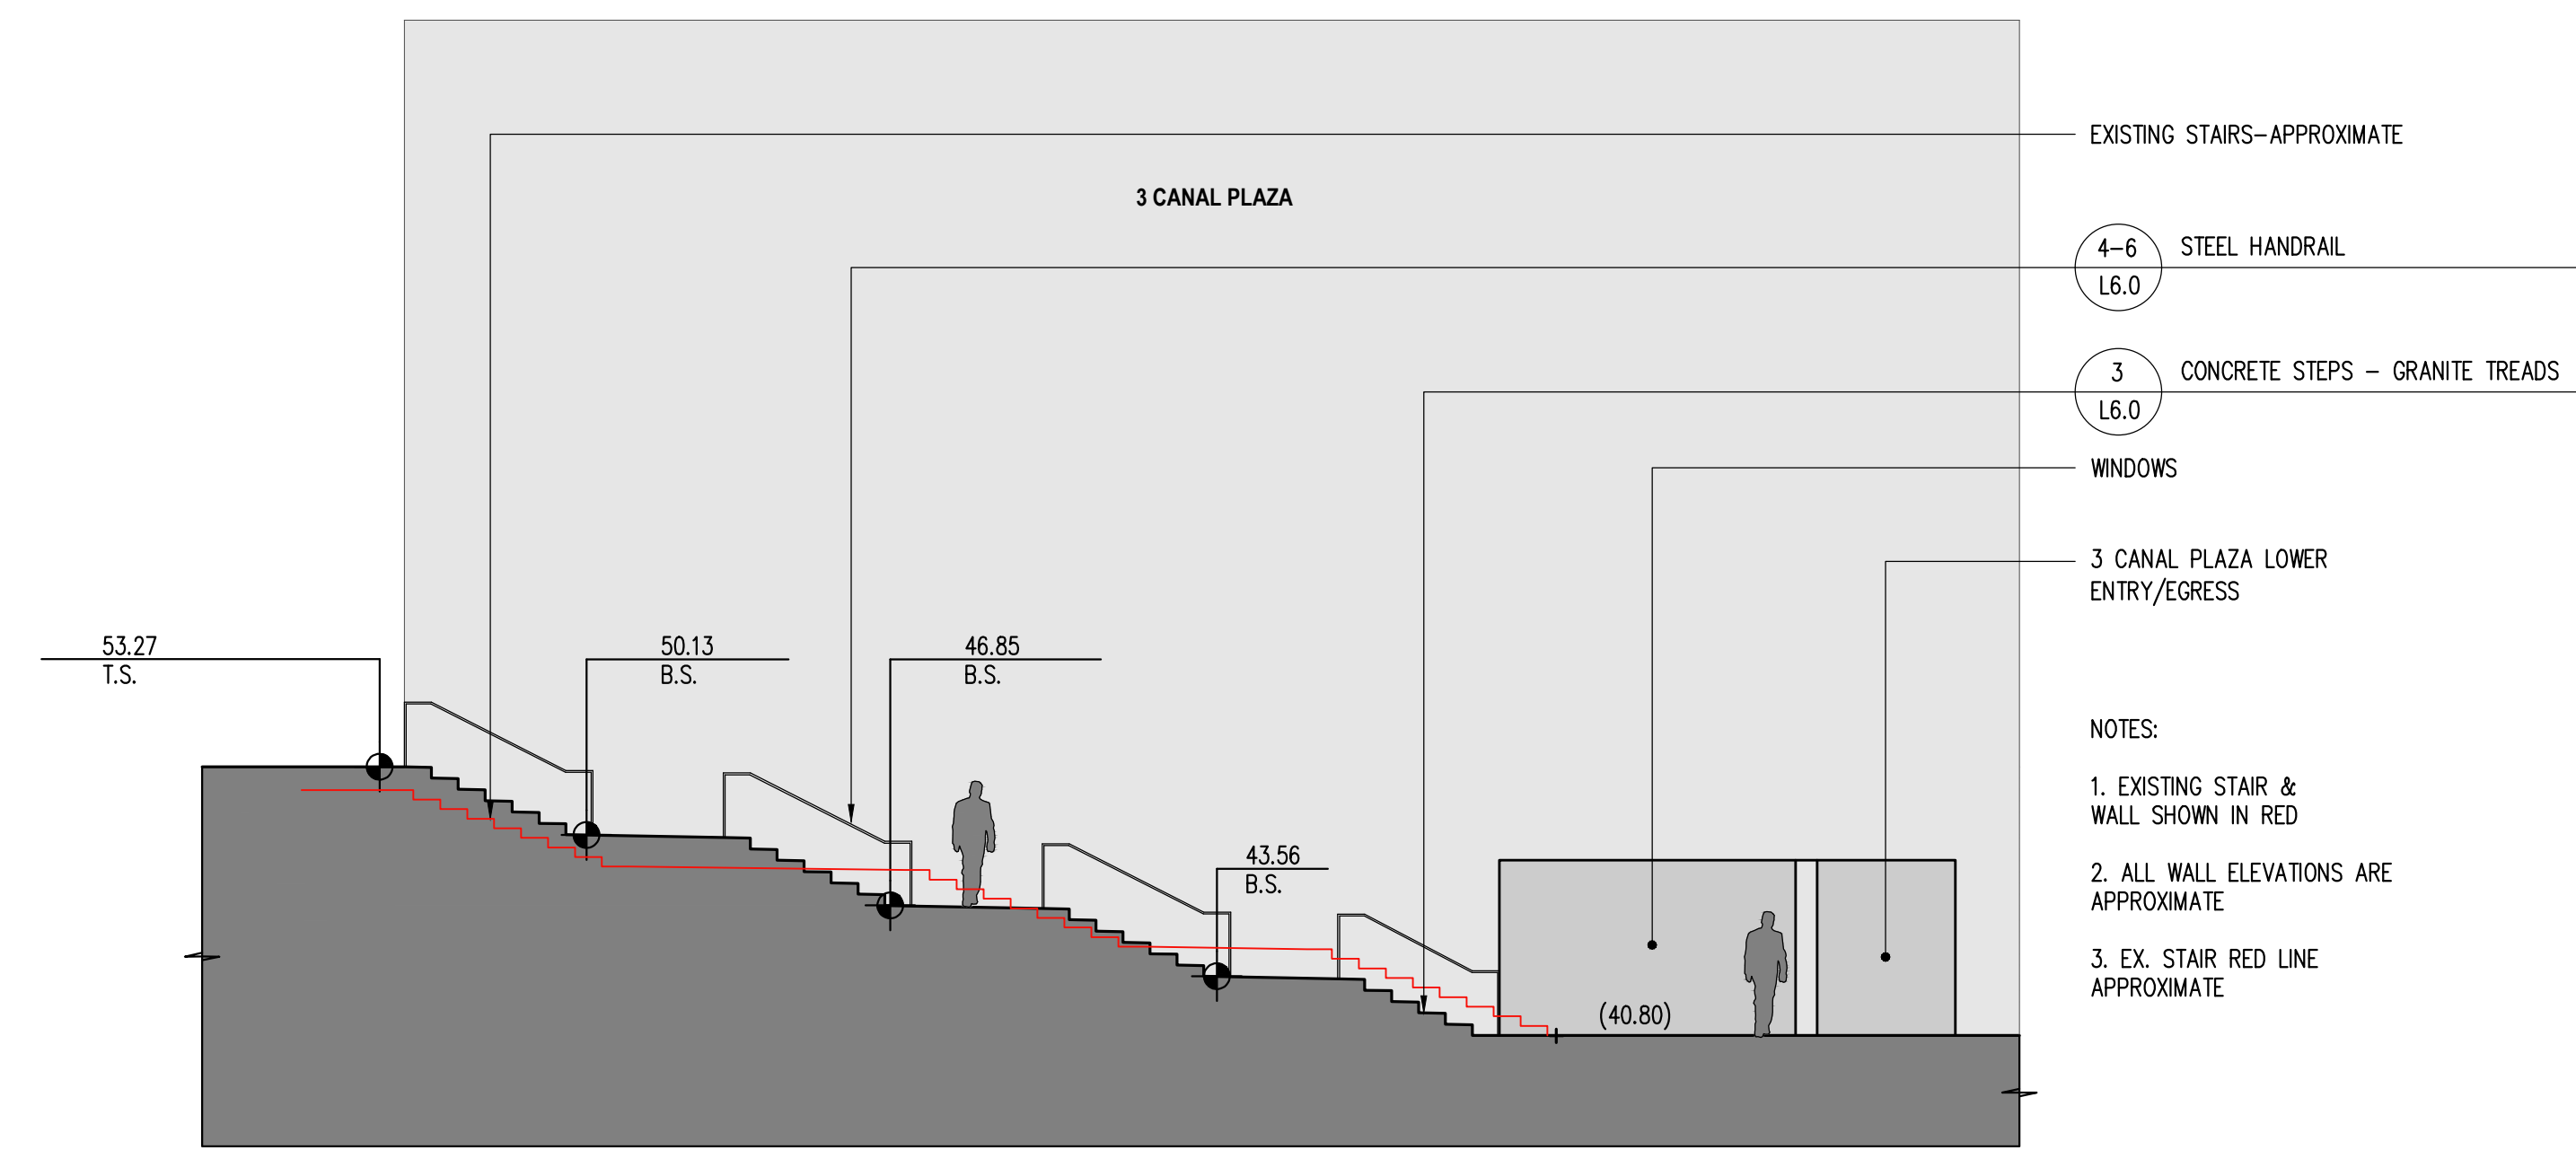 EXISTING STAIRS-APPROXIMATE
3 CANAL PLAZA
4-6
STEEL HANDRAIL
L6.0
3
CONCRETE STEPS - GRANITE TREADS
L6.0
WINDOWS
3 CANAL PLAZA LOWER
ENTRY/EGRESS
53.27
T.S.
50.13
B.S.
46.85
B.S.
43.56
B.S.
(40.80)
NOTES:
1. EXISTING STAIR &
WALL SHOWN IN RED
2. ALL WALL ELEVATIONS ARE
APPROXIMATE
3. EX. STAIR RED LINE
APPROXIMATE